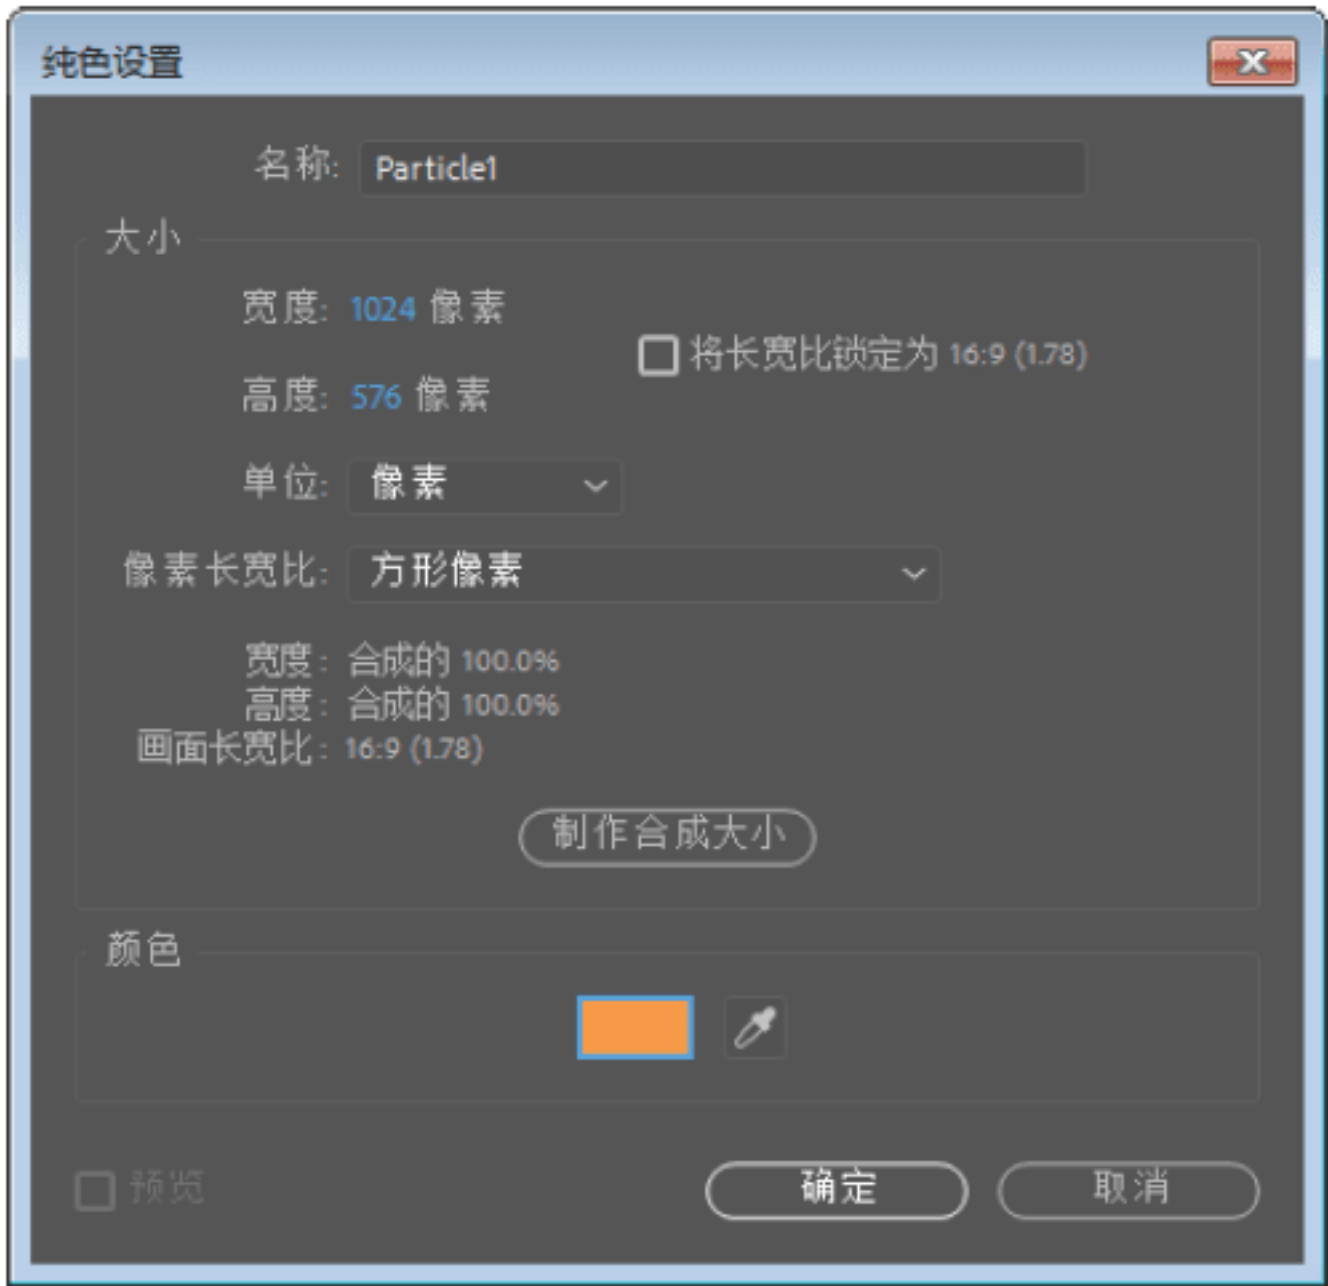 纯色设置
名称: Particle1
大小
宽度: 1024 像素
将长宽比锁定为 16:9 (1.78)
高度: 576 像素
单位: 像素
像素长宽比: 方形像素
宽度: 合成的 100.0%
高度: 合成的 100.0%
画面长宽比: 16:9 (1.78)
制作合成大小
颜色
预览
确定
取消